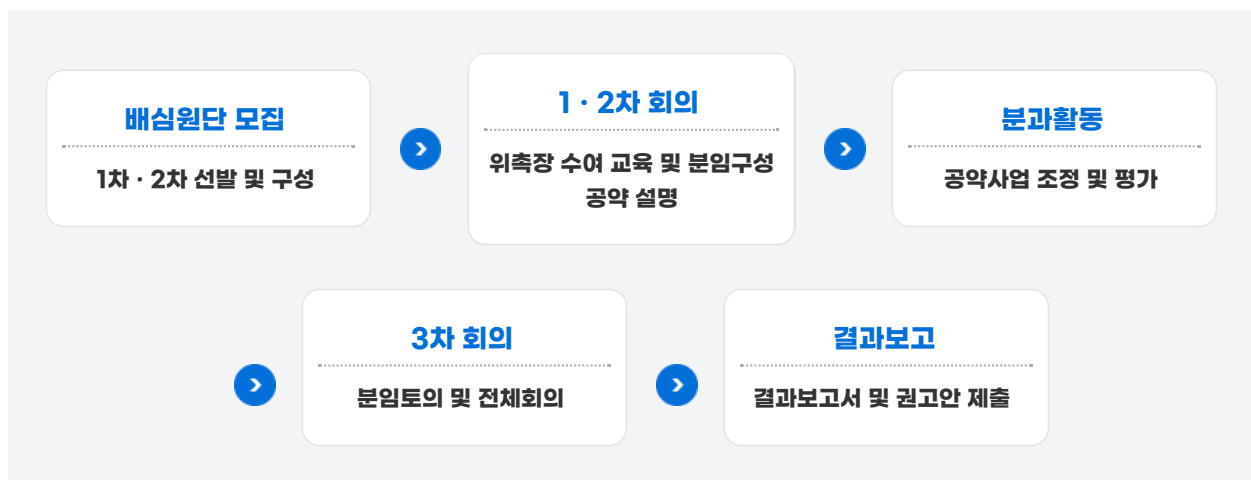 배심원단 모집
1차 · 2차 선발 및 구성
1 · 2차 회의
위촉장 수여 교육 및 분임구성
공약 설명
분과활동
공약사업 조정 및 평가
3차 회의
분임토의 및 전체회의
결과보고
결과보고서 및 권고안 제출